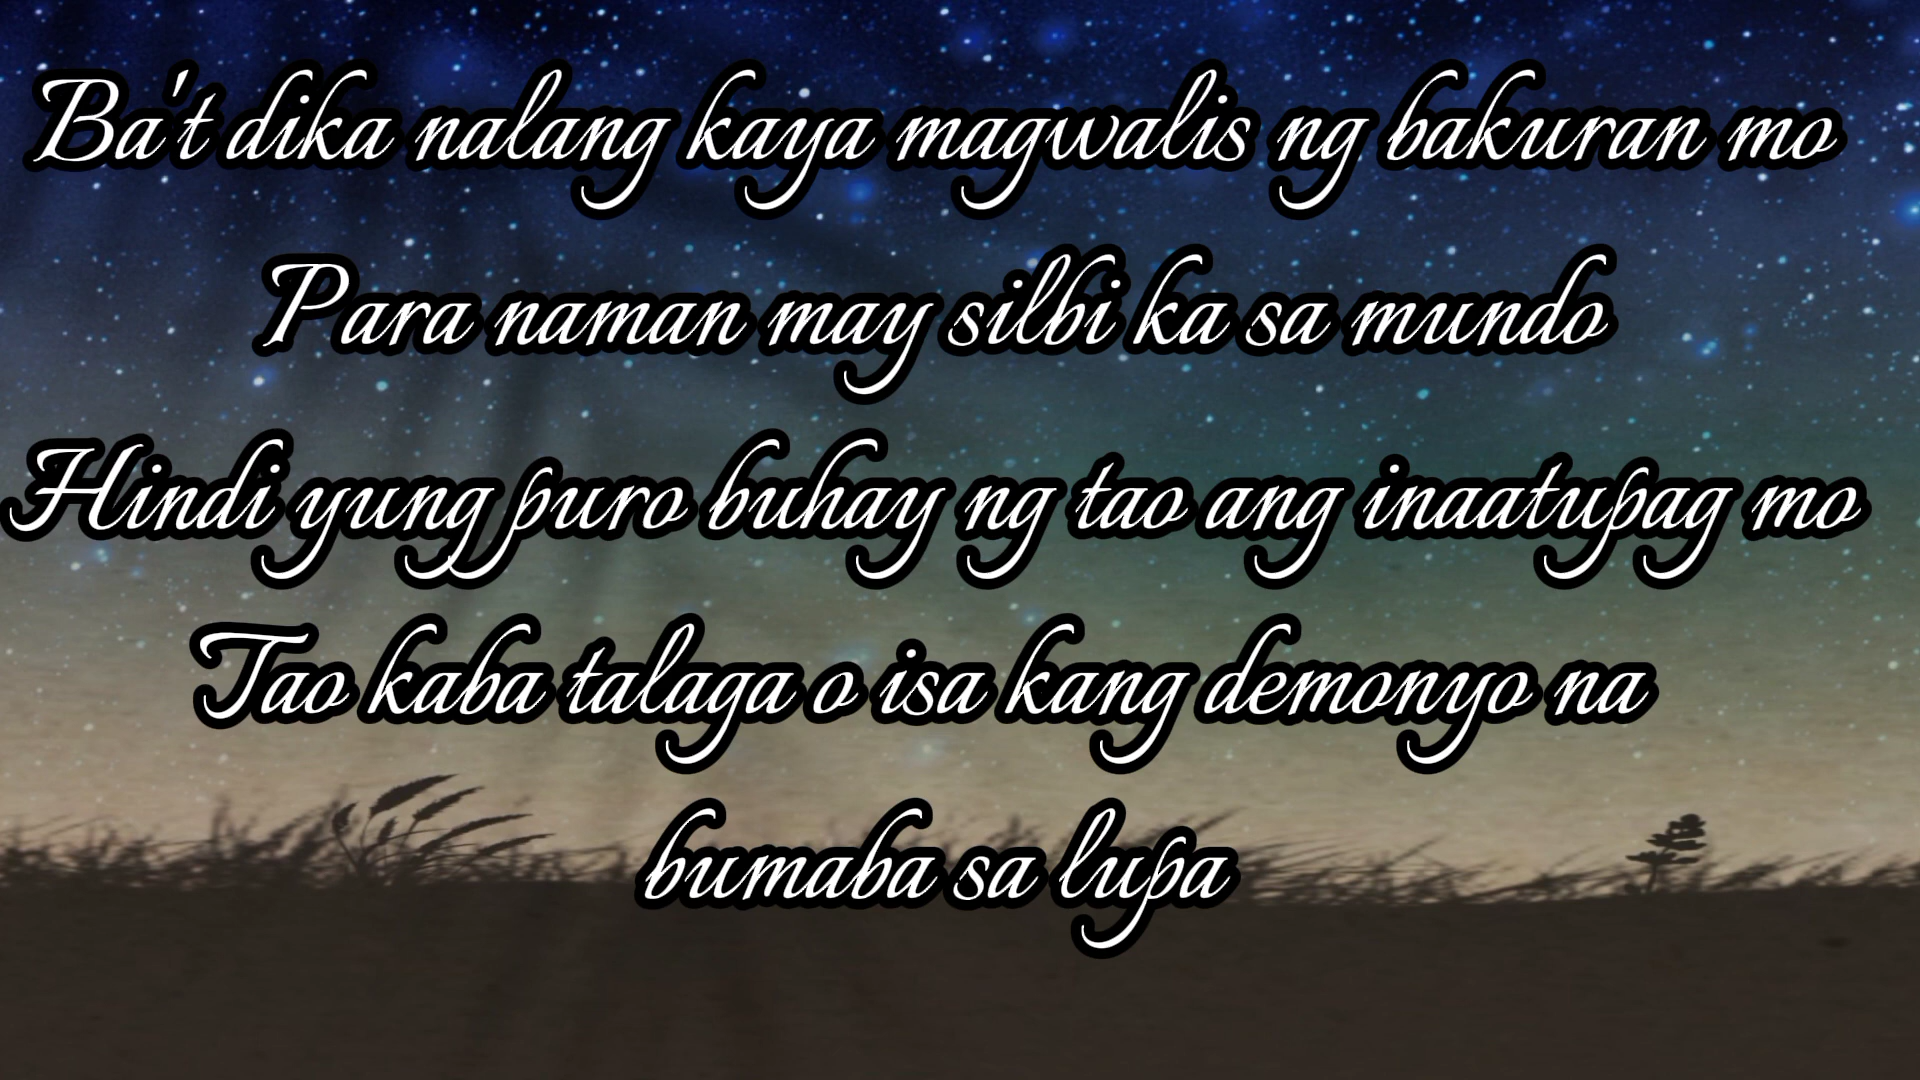 Ba't dika nalang kaya magwalis ng bakuran mo
Para naman may silbi ka sa mundo
Hindi yung puro buhay ng tao ang inaatupag mo
Tao kaba talaga o isa kang demonyo na
bumaba sa lupa